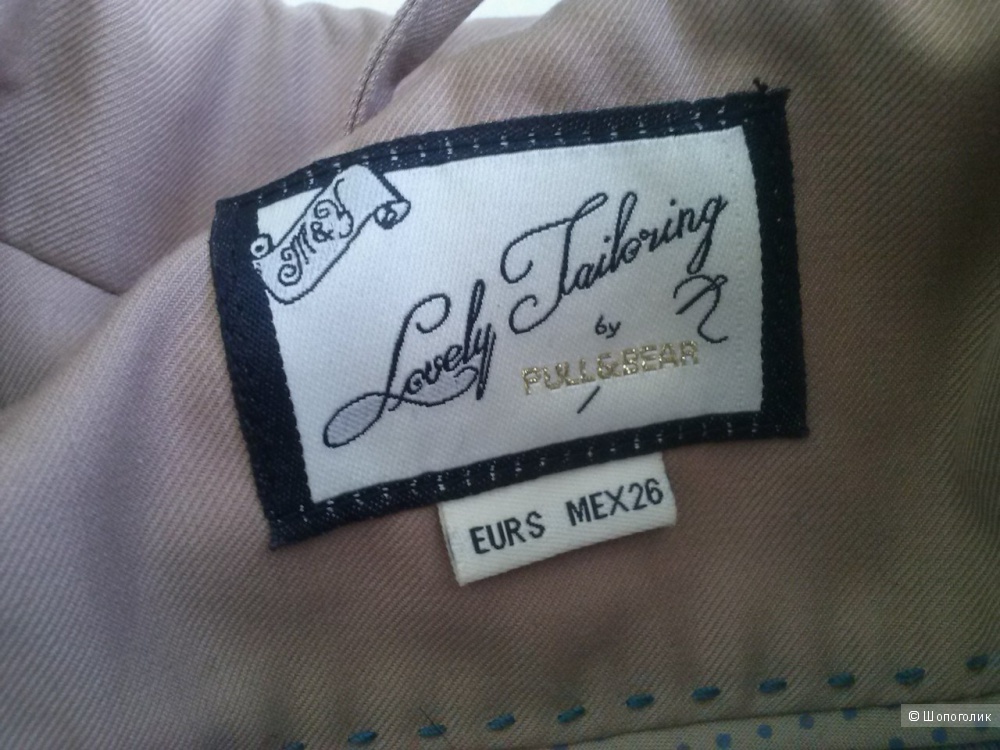 M&Y
Lovely Tailoring
by
PULL&BEAR
EURS MEX26
© Шопоголик